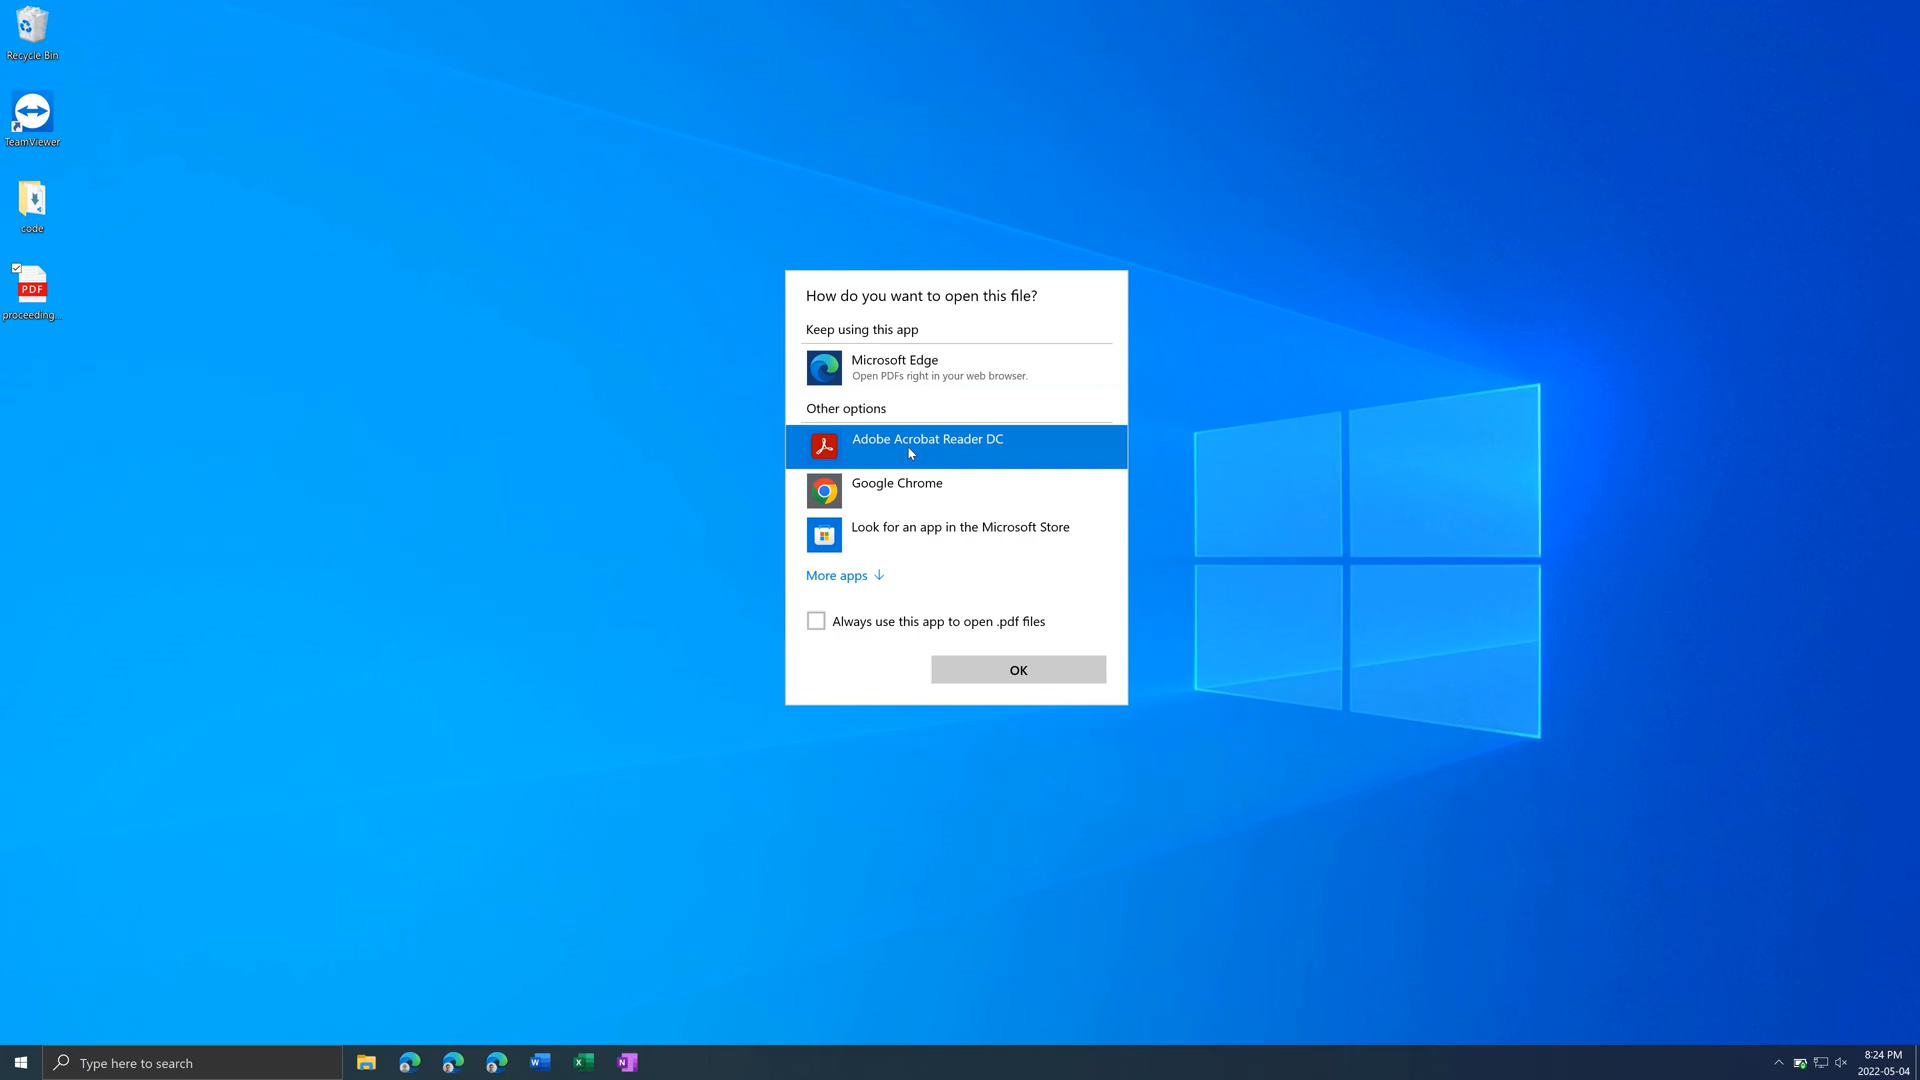 Recycle Bin
TeamViewer
code
PDF
proceeding...
How do you want to open this file?
Keep using this app
Microsoft Edge
Open PDFs right in your web browser.
Other options
Adobe Acrobat Reader DC
Google Chrome
Look for an app in the Microsoft Store
More apps
Always use this app to open .pdf files
OK
Type here to search
W
X
N
8:24 PM
2022-05-04